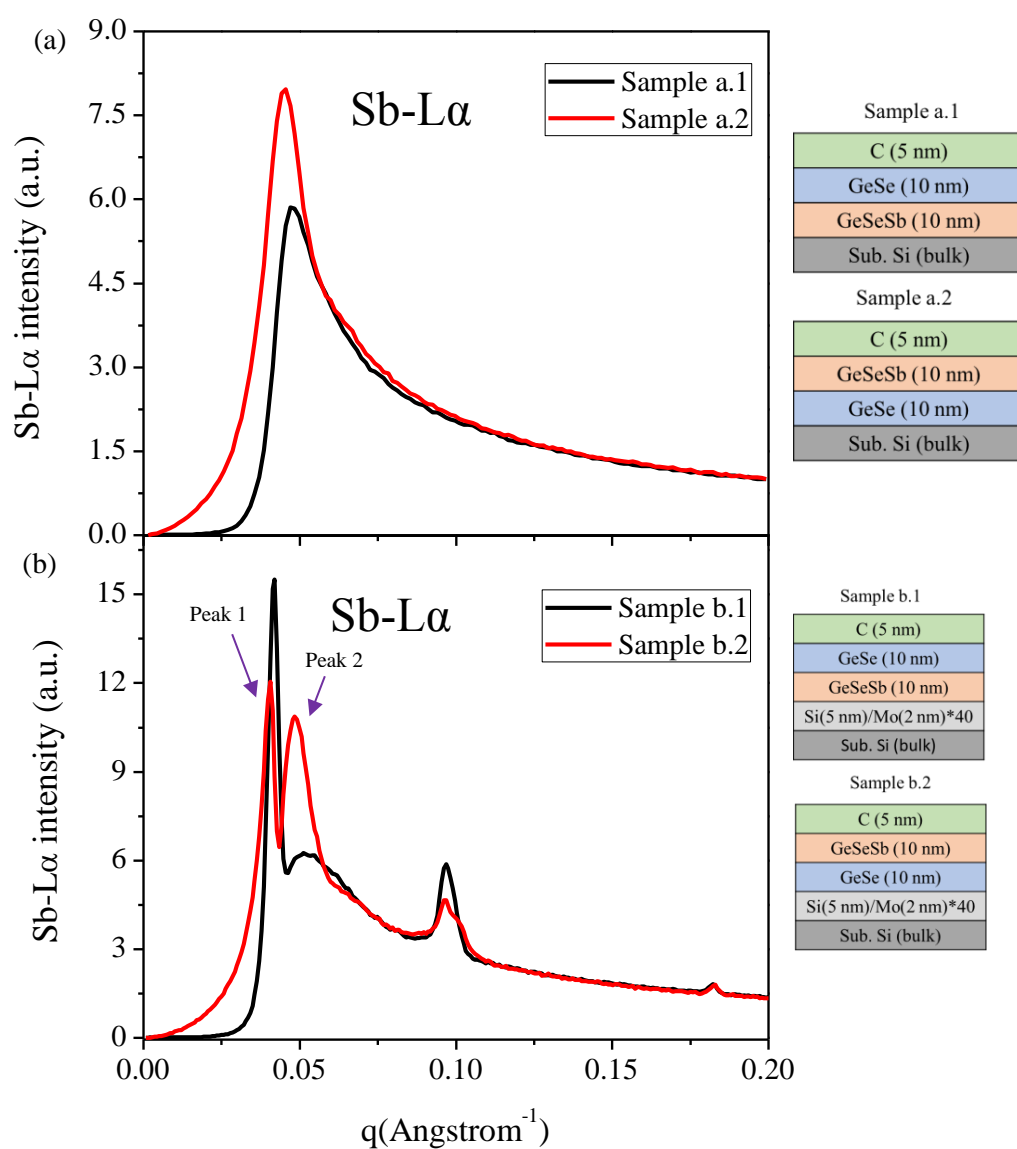 (a)
9.0
7.5
6.0
4.5
3.0
1.5
0.0
Sb-Lα intensity (a.u.)
Sb-Lα
Sample a.1
Sample a.2
Sample a.1
C (5 nm)
GeSe (10 nm)
GeSeSb (10 nm)
Sub. Si (bulk)
Sample a.2
C (5 nm)
GeSeSb (10 nm)
GeSe (10 nm)
Sub. Si (bulk)
(b)
15
12
9
6
3
0
Sb-Lα intensity (a.u.)
Sb-Lα
Peak 1
Peak 2
Sample b.1
Sample b.2
Sample b.1
C (5 nm)
GeSe (10 nm)
GeSeSb (10 nm)
Si(5 nm)/Mo(2 nm)*40
Sub. Si (bulk)
Sample b.2
C (5 nm)
GeSeSb (10 nm)
GeSe (10 nm)
Si(5 nm)/Mo(2 nm)*40
Sub. Si (bulk)
0.00 0.05 0.10 0.15 0.20
q(Angstrom⁻¹)